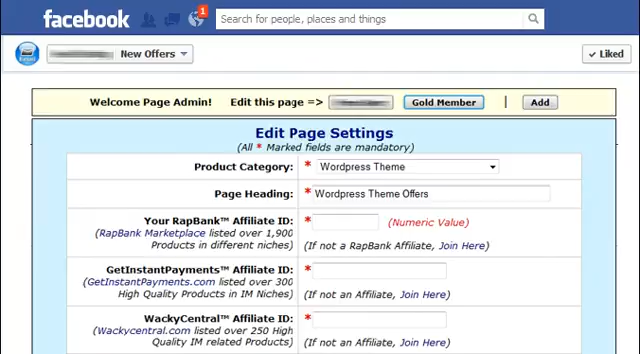 facebook
1
Search for people, places and things
New Offers
Liked
Welcome Page Admin! Edit this page => Gold Member | Add
Edit Page Settings
(All * Marked fields are mandatory)
Product Category: * Wordpress Theme
Page Heading: * Wordpress Theme Offers
Your RapBank™ Affiliate ID: * (Numeric Value)
(RapBank Marketplace listed over 1,900
Products in different niches) (If not a RapBank Affiliate, Join Here)
GetInstantPayments™ Affiliate ID: *
(GetInstantPayments.com listed over 300
High Quality Products in IM Niches) (If not an Affiliate, Join Here)
WackyCentral™ Affiliate ID: *
(Wackycentral.com listed over 250 High
Quality IM related Products) (If not an Affiliate, Join Here)